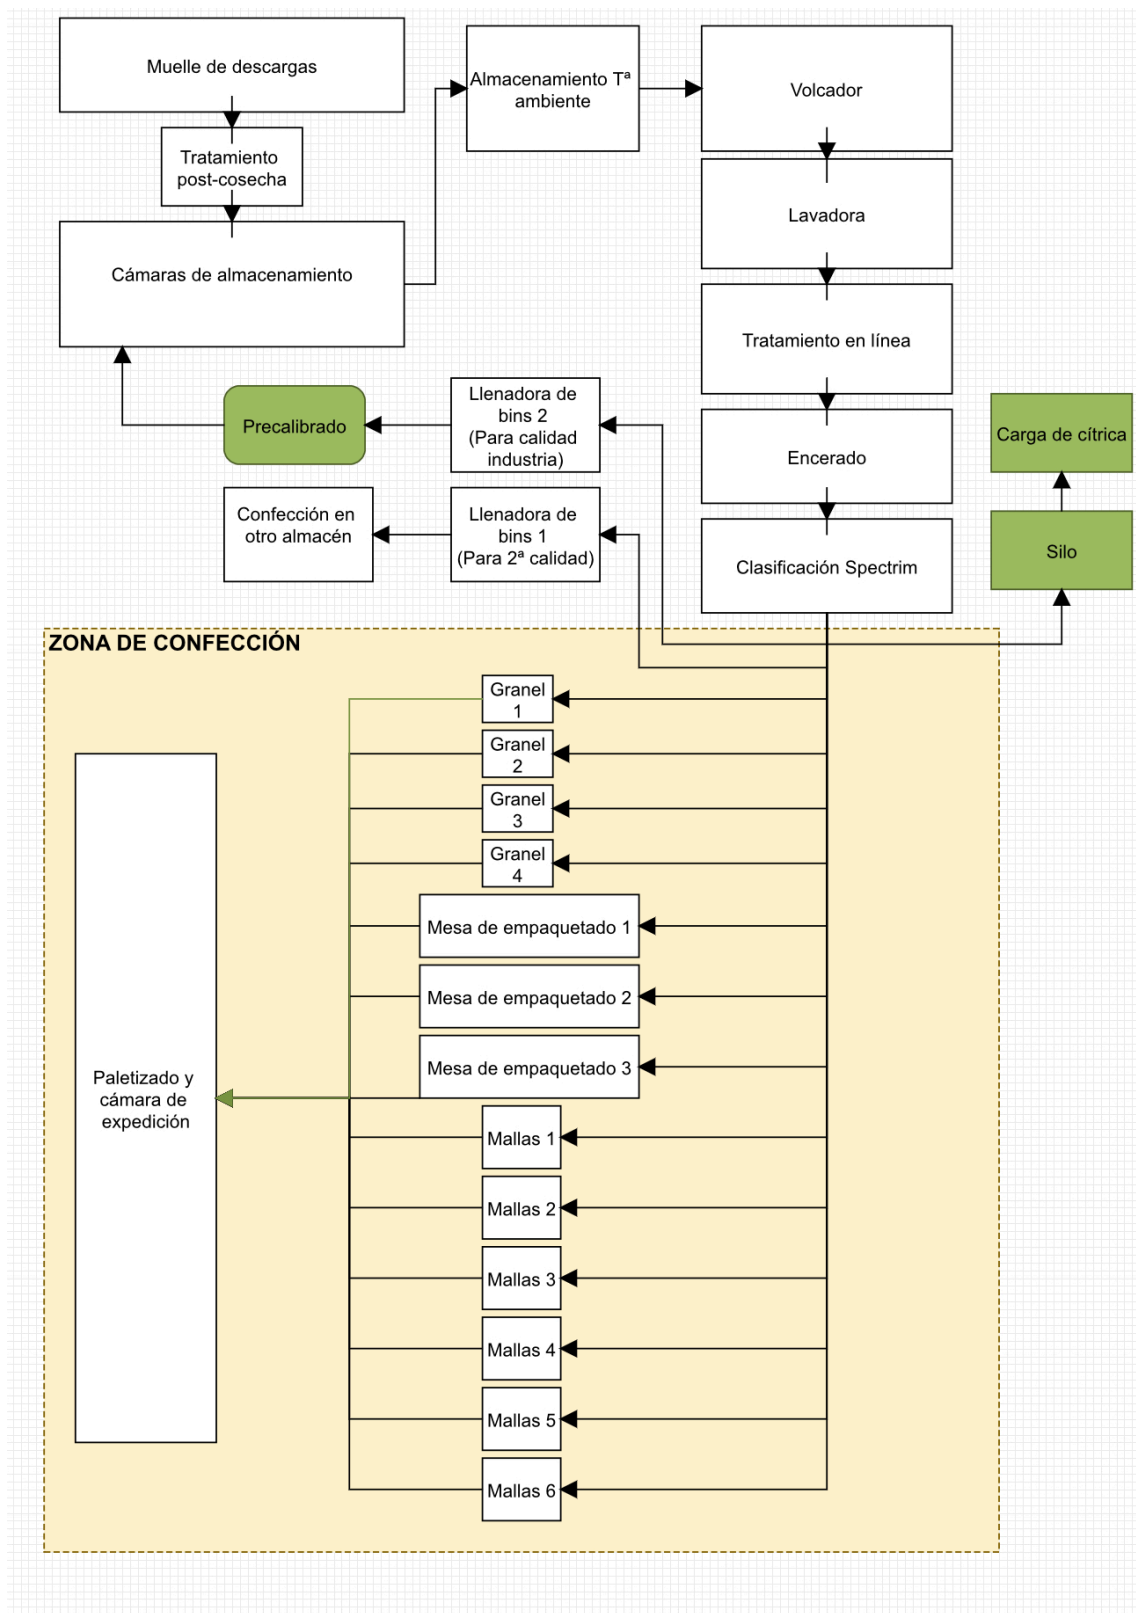 Muelle de descargas
Tratamiento
post-cosecha
Cámaras de almacenamiento
Almacenamiento Tª
ambiente
Volcador
Lavadora
Tratamiento en línea
Encerado
Clasificación Spectrim
Precalibrado
Llenadora de
bins 2
(Para calidad
industria)
Confección en
otro almacén
Llenadora de
bins 1
(Para 2ª calidad)
Carga de cítrica
Silo
ZONA DE CONFECCIÓN
Granel
1
Granel
2
Granel
3
Granel
4
Mesa de empaquetado 1
Mesa de empaquetado 2
Mesa de empaquetado 3
Mallas 1
Mallas 2
Mallas 3
Mallas 4
Mallas 5
Mallas 6
Paletizado y
cámara de
expedición